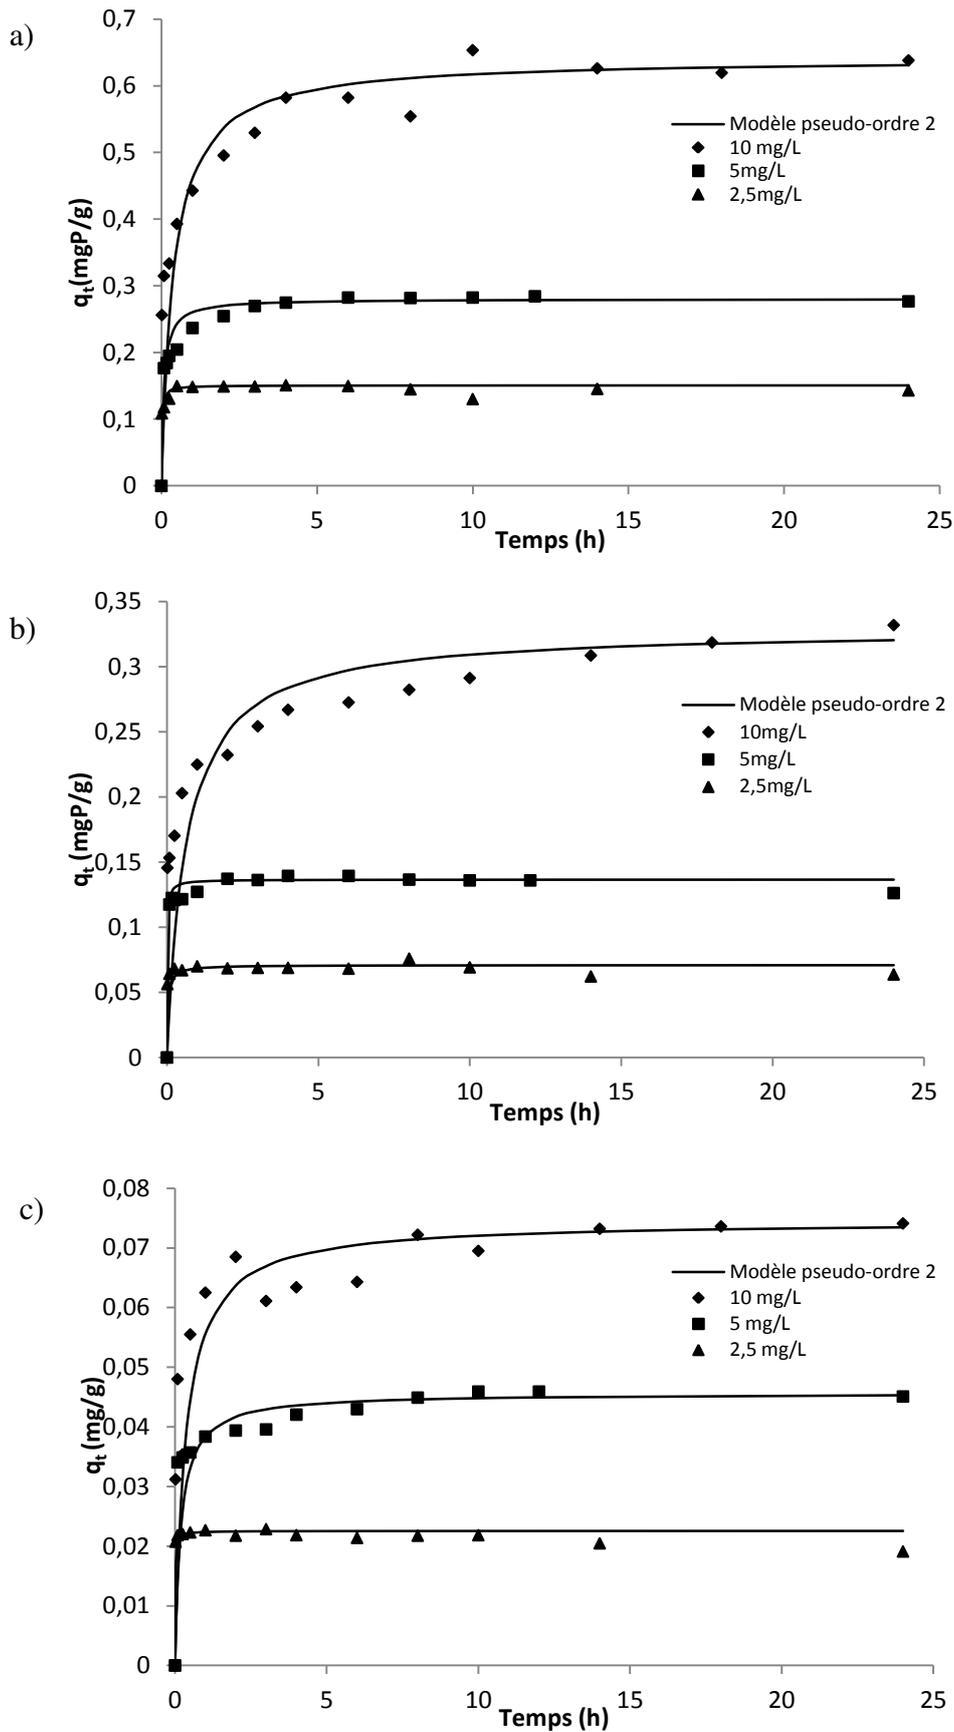 a)
0,7
0,6
0,5
0,4
0,3
0,2
0,1
0
qt(mgP/g)
Modèle pseudo-ordre 2
10 mg/L
5mg/L
2,5mg/L
0 5 10 15 20 25
Temps (h)
b)
0,35
0,3
0,25
0,2
0,15
0,1
0,05
0
qt (mgP/g)
Modèle pseudo-ordre 2
10mg/L
5mg/L
2,5mg/L
0 5 10 15 20 25
Temps (h)
c)
0,08
0,07
0,06
0,05
0,04
0,03
0,02
0,01
0
qt (mg/g)
Modèle pseudo-ordre 2
10 mg/L
5 mg/L
2,5 mg/L
0 5 10 15 20 25
Temps (h)